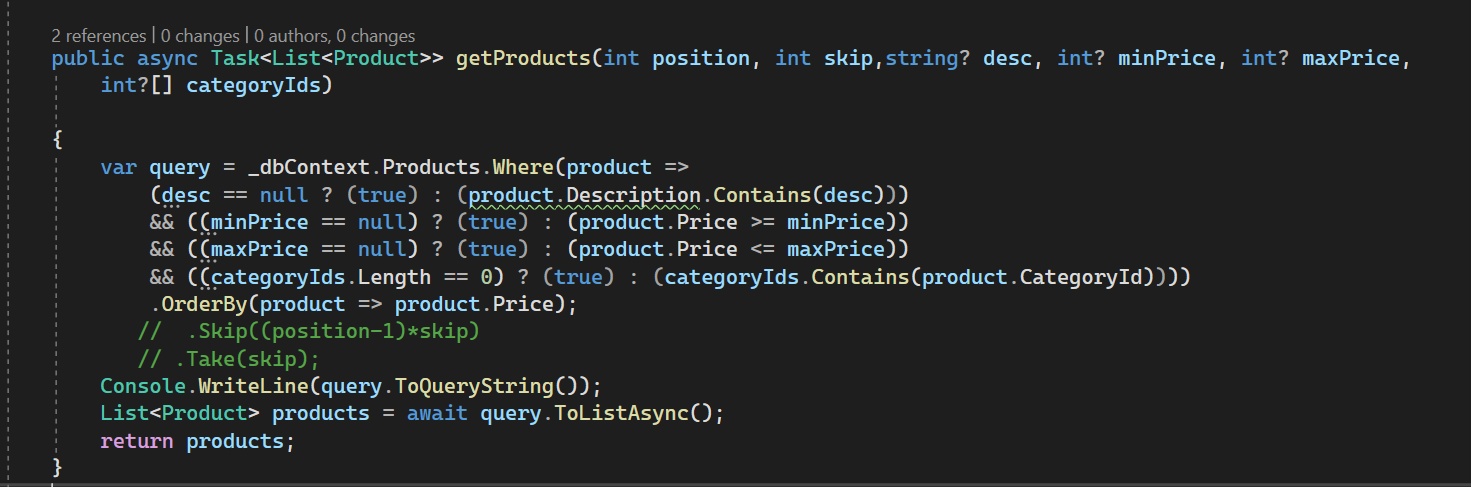 2 references | 0 changes | 0 authors, 0 changes
public async Task<List<Product>> getProducts(int position, int skip,string? desc, int? minPrice, int? maxPrice,
int?[] categoryIds)
{
var query = _dbContext.Products.Where(product =>
(desc == null ? (true) : (product.Description.Contains(desc)))
&& ((minPrice == null) ? (true) : (product.Price >= minPrice))
&& ((maxPrice == null) ? (true) : (product.Price <= maxPrice))
&& ((categoryIds.Length == 0) ? (true) : (categoryIds.Contains(product.CategoryId))))
.OrderBy(product => product.Price);
//  .Skip((position-1)*skip)
// .Take(skip);
Console.WriteLine(query.ToQueryString());
List<Product> products = await query.ToListAsync();
return products;
}